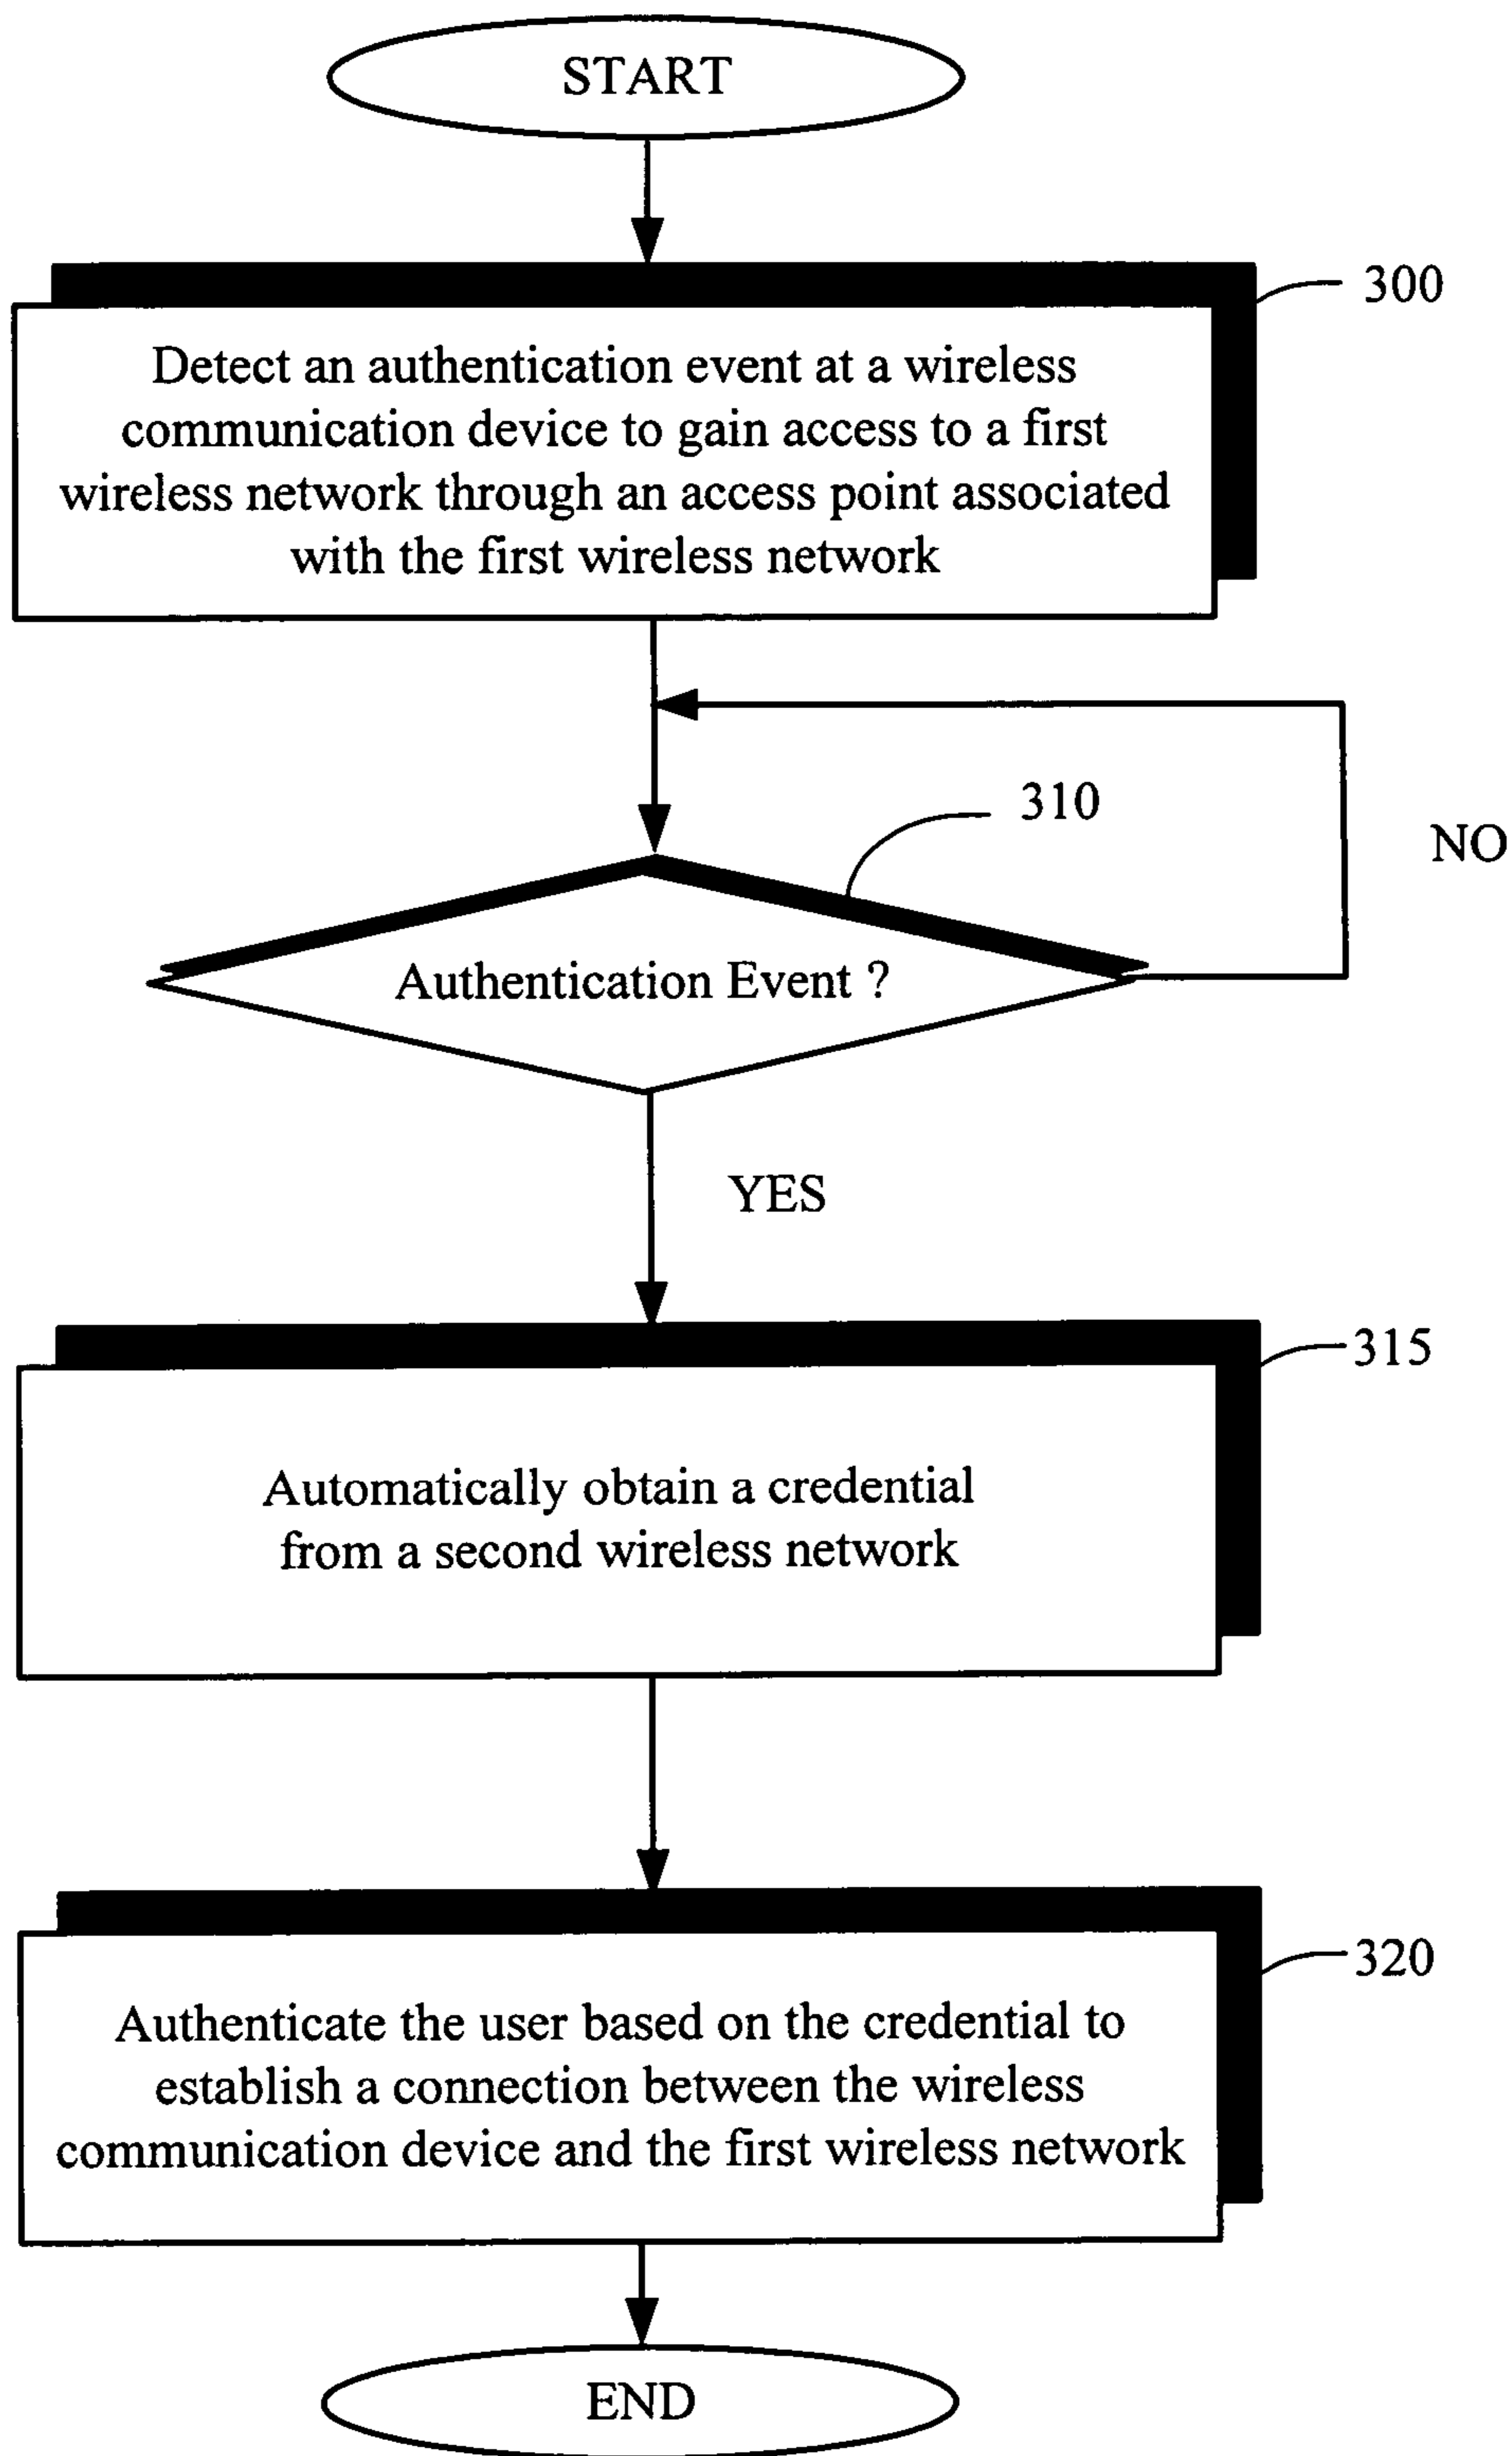 START
300
Detect an authentication event at a wireless
communication device to gain access to a first
wireless network through an access point associated
with the first wireless network
310
NO
Authentication Event ?
YES
315
Automatically obtain a credential
from a second wireless network
320
Authenticate the user based on the credential to
establish a connection between the wireless
communication device and the first wireless network
END